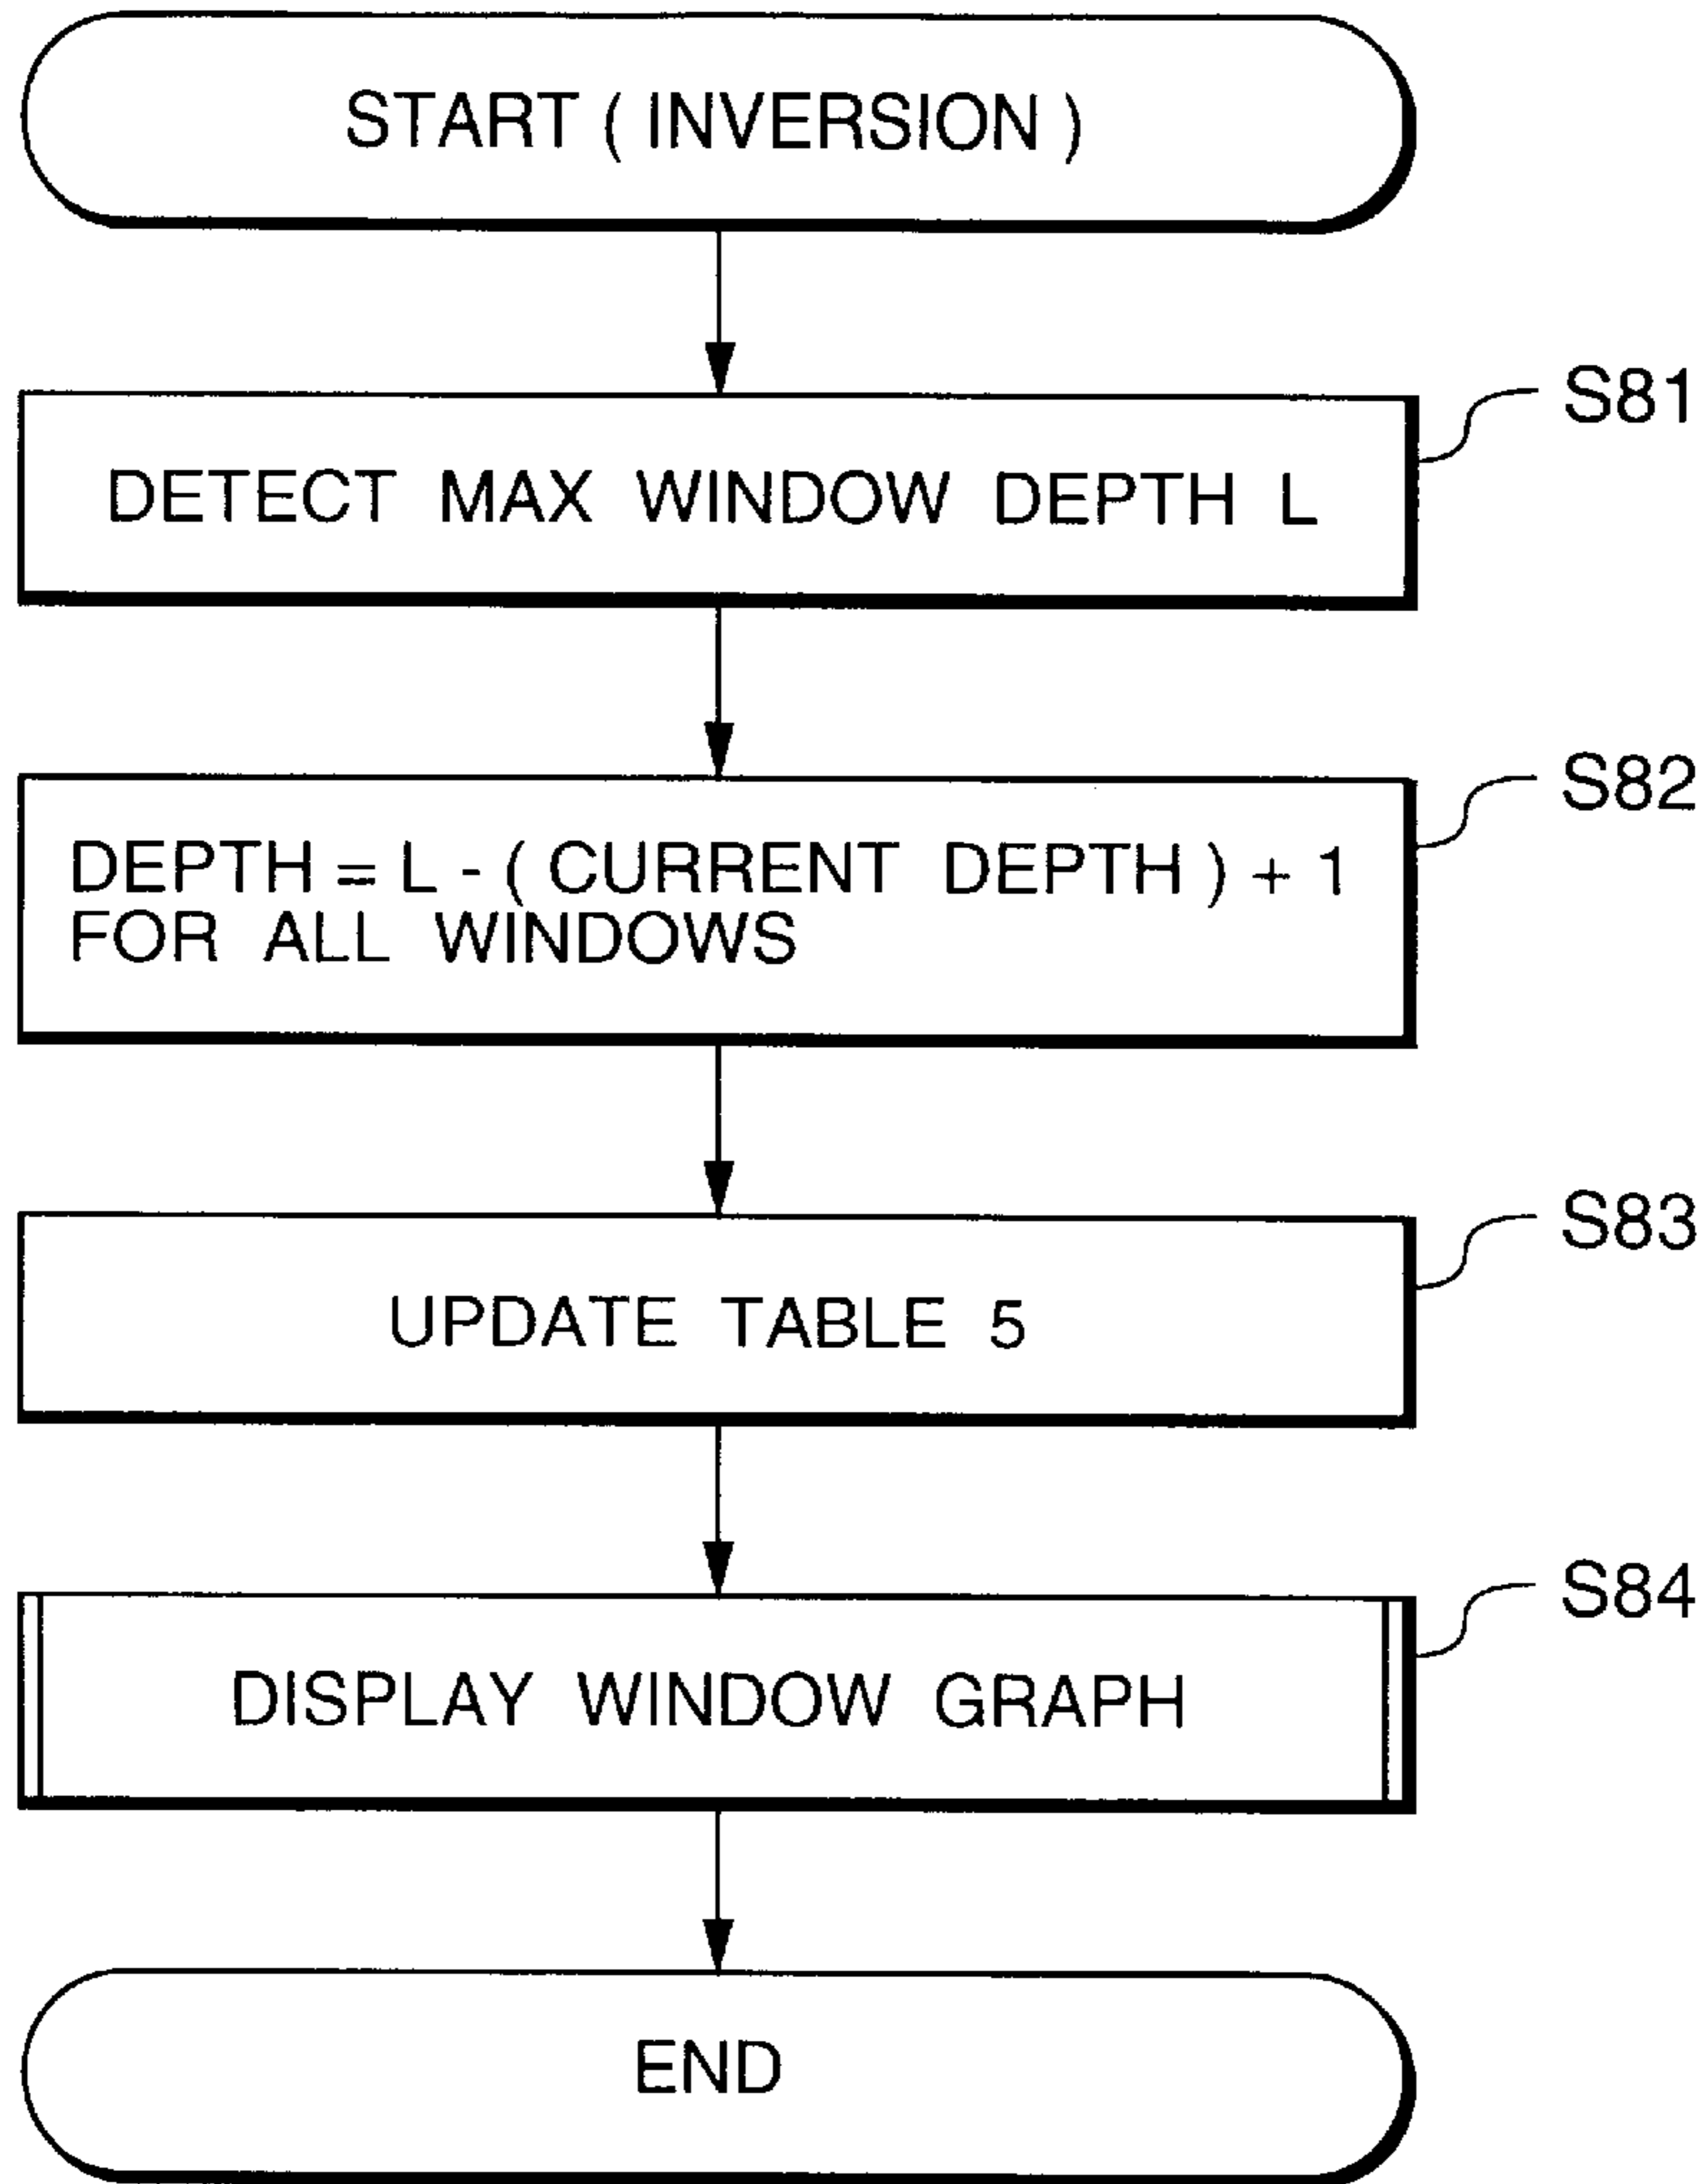 START ( INVERSION )
DETECT MAX WINDOW DEPTH L
S81
DEPTH = L - ( CURRENT DEPTH ) + 1
FOR ALL WINDOWS
S82
UPDATE TABLE 5
S83
DISPLAY WINDOW GRAPH
S84
END